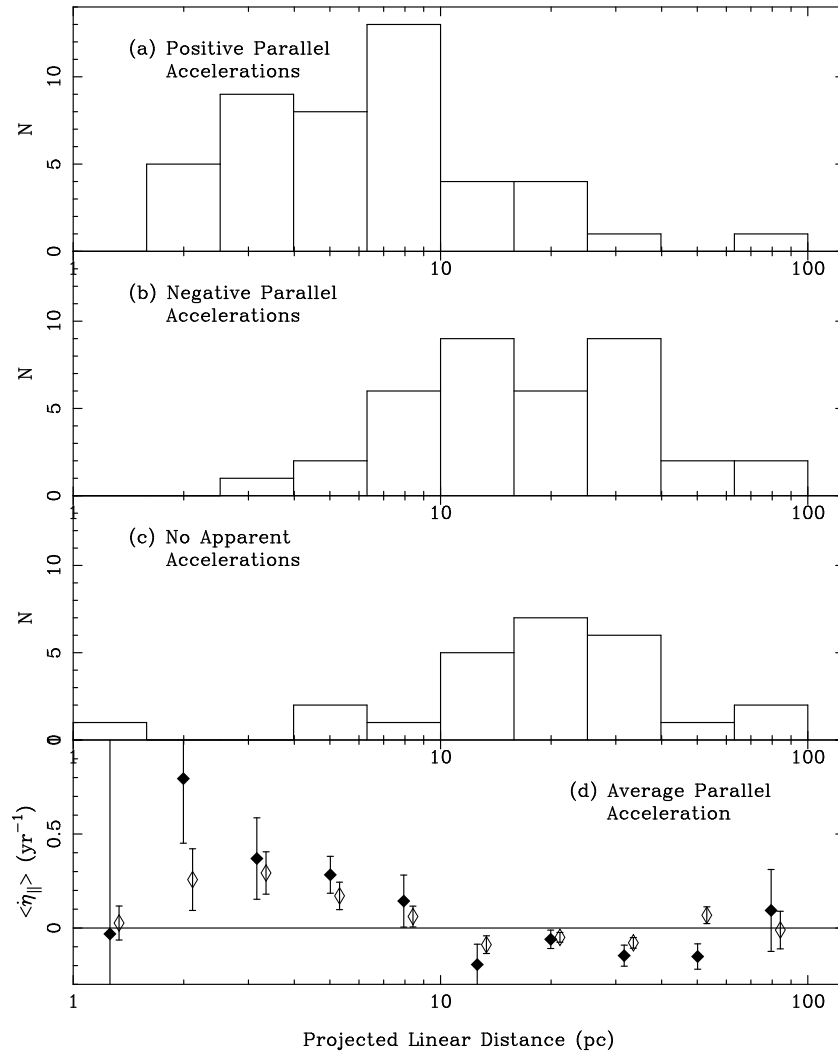 (a) Positive Parallel
Accelerations
N
0
5
10
1
10
100
(b) Negative Parallel
Accelerations
N
0
5
10
1
10
100
(c) No Apparent
Accelerations
N
0
5
10
1
10
100
(d) Average Parallel
Acceleration
<η̇∥> (yr⁻¹)
0
0.5
0
1
10
100
Projected Linear Distance (pc)